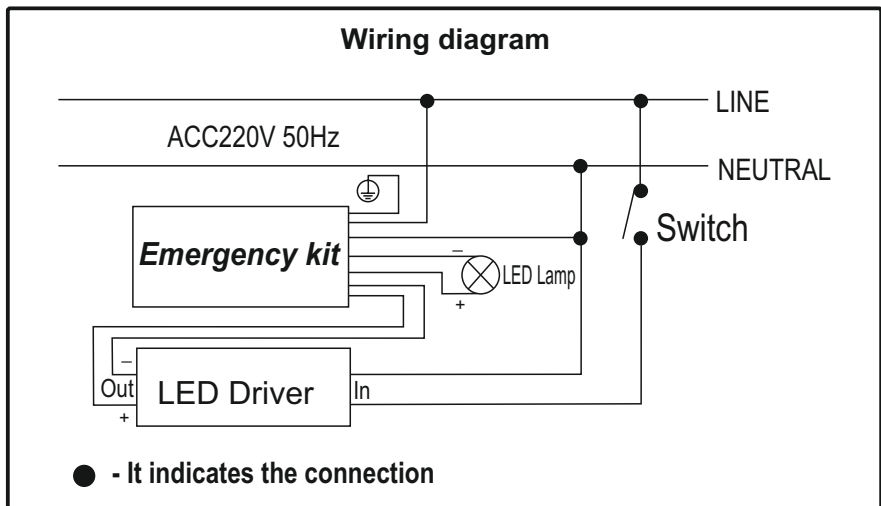 Wiring diagram
LINE
ACC220V 50Hz
NEUTRAL
Switch
Emergency kit
–
LED Lamp
+
–
Out
LED Driver
In
+
- It indicates the connection